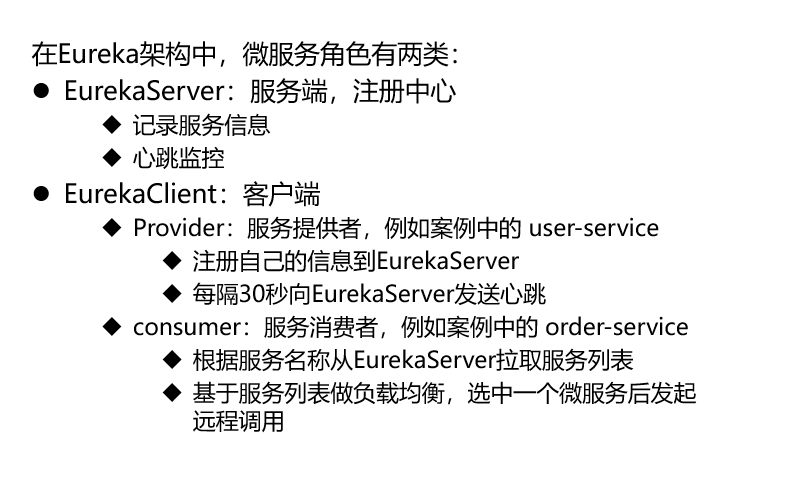 在Eureka架构中，微服务角色有两类：
● EurekaServer：服务端，注册中心
◆ 记录服务信息
◆ 心跳监控
● EurekaClient：客户端
◆ Provider：服务提供者，例如案例中的 user-service
◆ 注册自己的信息到EurekaServer
◆ 每隔30秒向EurekaServer发送心跳
◆ consumer：服务消费者，例如案例中的 order-service
◆ 根据服务名称从EurekaServer拉取服务列表
◆ 基于服务列表做负载均衡，选中一个微服务后发起
远程调用